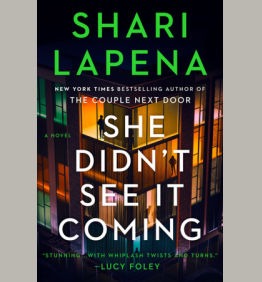 SHARI
LAPENA
NEW YORK TIMES BESTSELLING AUTHOR OF
THE COUPLE NEXT DOOR
A NOVEL
SHE
DIDN'T
SEE IT
COMING
"STUNNING...WITH WHIPLASH TWISTS AND TURNS."
—LUCY FOLEY